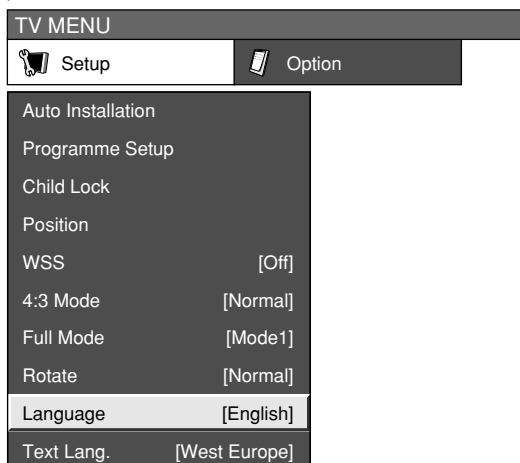 TV MENU
Setup Option
Auto Installation
Programme Setup
Child Lock
Position
WSS [Off]
4:3 Mode [Normal]
Full Mode [Mode1]
Rotate [Normal]
Language [English]
Text Lang. [West Europe]